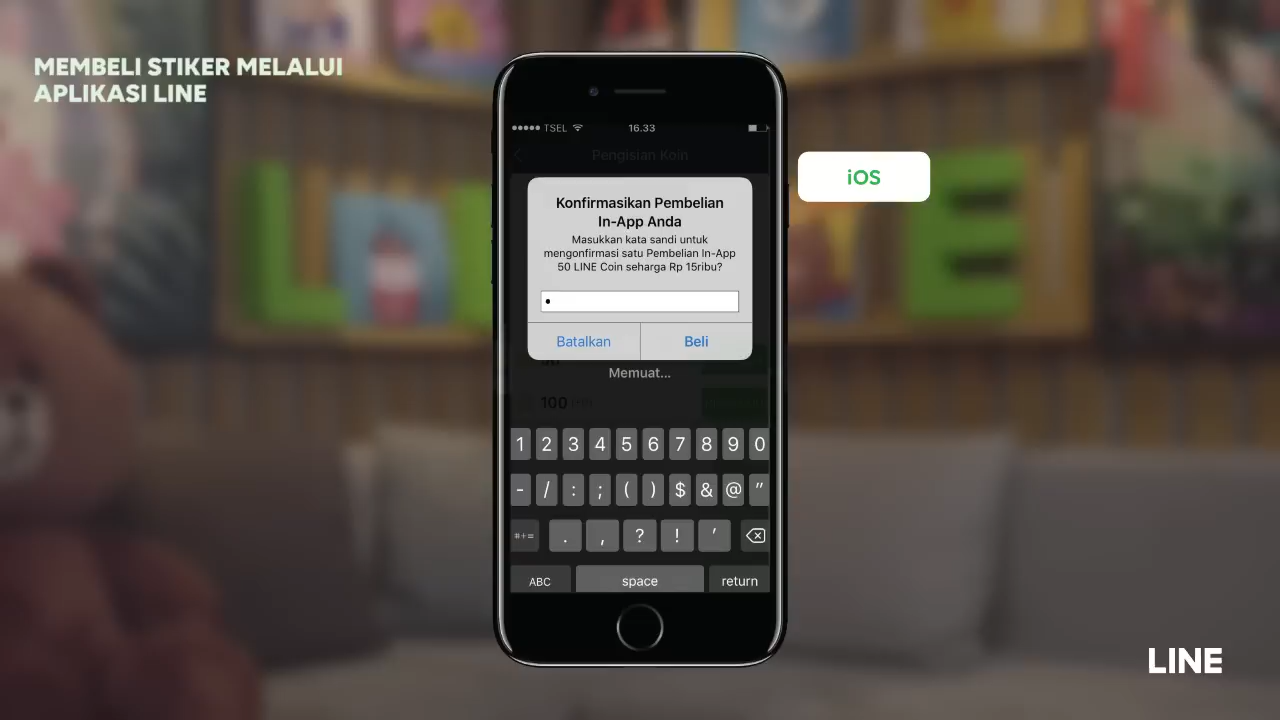 MEMBELI STIKER MELALUI
APLIKASI LINE
TSEL
16.33
Pengisian Koin
iOS
Konfirmasikan Pembelian
In-App Anda
Masukkan kata sandi untuk
mengonfirmasi satu Pembelian In-App
50 LINE Coin seharga Rp 15ribu?
•
Batalkan
Beli
Memuat...
100
1 2 3 4 5 6 7 8 9 0
- / : ; ( ) $ & @ "
#+= . , ? ! '
ABC space return
LINE